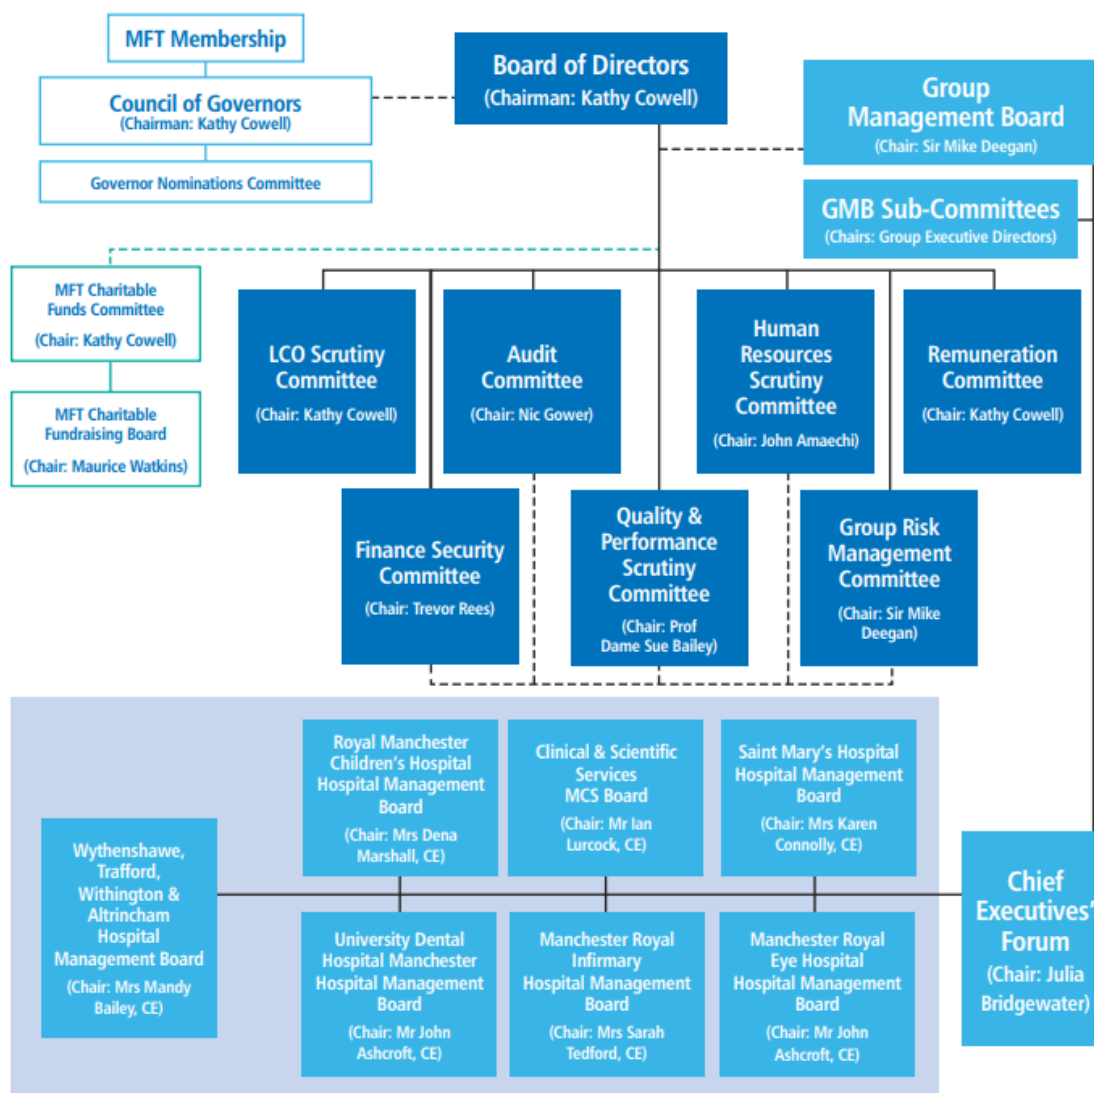 MFT Membership
Council of Governors
(Chairman: Kathy Cowell)
Governor Nominations Committee
Board of Directors
(Chairman: Kathy Cowell)
Group
Management Board
(Chair: Sir Mike Deegan)
GMB Sub-Committees
(Chairs: Group Executive Directors)
MFT Charitable
Funds Committee
(Chair: Kathy Cowell)
MFT Charitable
Fundraising Board
(Chair: Maurice Watkins)
LCO Scrutiny
Committee
(Chair: Kathy Cowell)
Audit
Committee
(Chair: Nic Gower)
Human
Resources
Scrutiny
Committee
(Chair: John Amaechi)
Remuneration
Committee
(Chair: Kathy Cowell)
Finance Security
Committee
(Chair: Trevor Rees)
Quality &
Performance
Scrutiny
Committee
(Chair: Prof
Dame Sue Bailey)
Group Risk
Management
Committee
(Chair: Sir Mike
Deegan)
Royal Manchester
Children's Hospital
Hospital Management
Board
(Chair: Mrs Dena
Marshall, CE)
Clinical & Scientific
Services
MCS Board
(Chair: Mr Ian
Lurcock, CE)
Saint Mary's Hospital
Hospital Management
Board
(Chair: Mrs Karen
Connolly, CE)
Wythenshawe,
Trafford,
Withington &
Altrincham
Hospital
Management Board
(Chair: Mrs Mandy
Bailey, CE)
Chief
Executives'
Forum
(Chair: Julia
Bridgewater)
University Dental
Hospital Manchester
Hospital Management
Board
(Chair: Mr John
Ashcroft, CE)
Manchester Royal
Infirmary
Hospital Management
Board
(Chair: Mrs Sarah
Tedford, CE)
Manchester Royal
Eye Hospital
Hospital Management
Board
(Chair: Mr John
Ashcroft, CE)